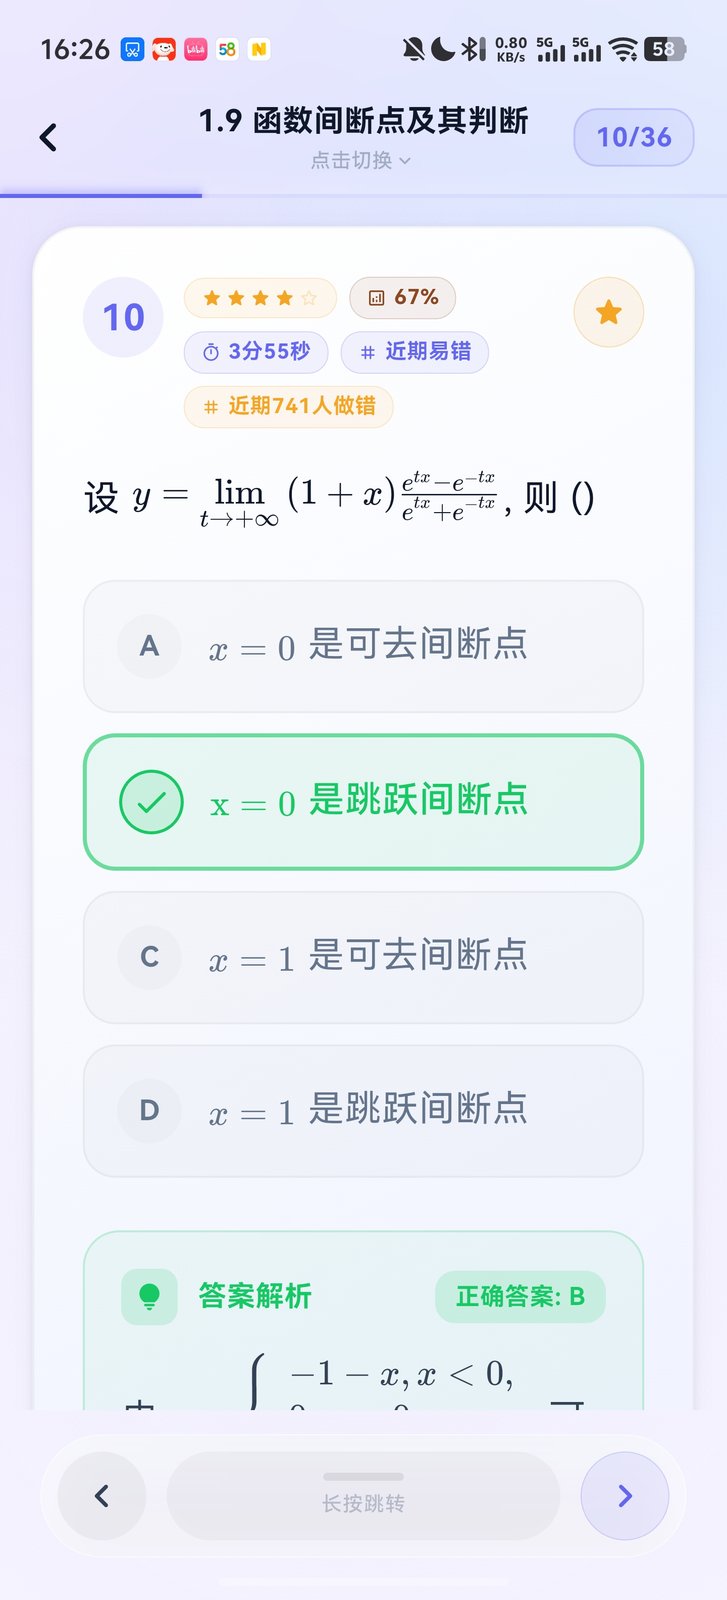 16:26 58 N 0.80 KB/s 5G 5G 58
1.9 函数间断点及其判断
点击切换
10/36
10
67%
3分55秒
# 近期易错
# 近期741人做错
设 y = lim_{t→+∞} (1 + x) \frac{e^{tx} − e^{−tx}}{e^{tx} + e^{−tx}}, 则 ()
A x = 0 是可去间断点
x = 0 是跳跃间断点
C x = 1 是可去间断点
D x = 1 是跳跃间断点
答案解析
正确答案: B
−1 − x, x < 0,
长按跳转